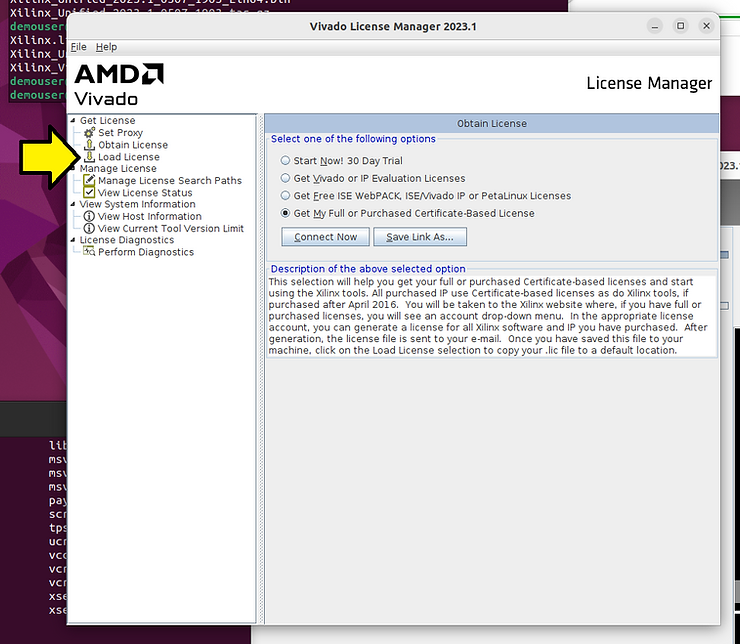 Xilinx_Unified_2023.1_0507_1903_Lin64.bin
Vivado License Manager 2023.1
demouser
Xilinx.li
Xilinx_U
Xilinx_V
demouser
demouser
File Help
AMD
Vivado
License Manager
Get License
Set Proxy
Obtain License
Load License
Manage License
Manage License Search Paths
View License Status
View System Information
View Host Information
View Current Tool Version Limit
License Diagnostics
Perform Diagnostics
Obtain License
Select one of the following options
Start Now! 30 Day Trial
Get Vivado or IP Evaluation Licenses
Get Free ISE WebPACK, ISE/Vivado IP or PetaLinux Licenses
Get My Full or Purchased Certificate-Based License
Connect Now
Save Link As...
Description of the above selected option
This selection will help you get your full or purchased Certificate-based licenses and start
using the Xilinx tools. All purchased IP use Certificate-based licenses as do Xilinx tools, if
purchased after April 2016. You will be taken to the Xilinx website where, if you have full or
purchased licenses, you will see an account drop-down menu. In the appropriate license
account, you can generate a license for all Xilinx software and IP you have purchased. After
generation, the license file is sent to your e-mail. Once you have saved this file to your
machine, click on the Load License selection to copy your .lic file to a default location.
023.1
lib
msv
msv
msv
pay
scr
tps
ucr
vcc
vcr
vcr
xse
xse